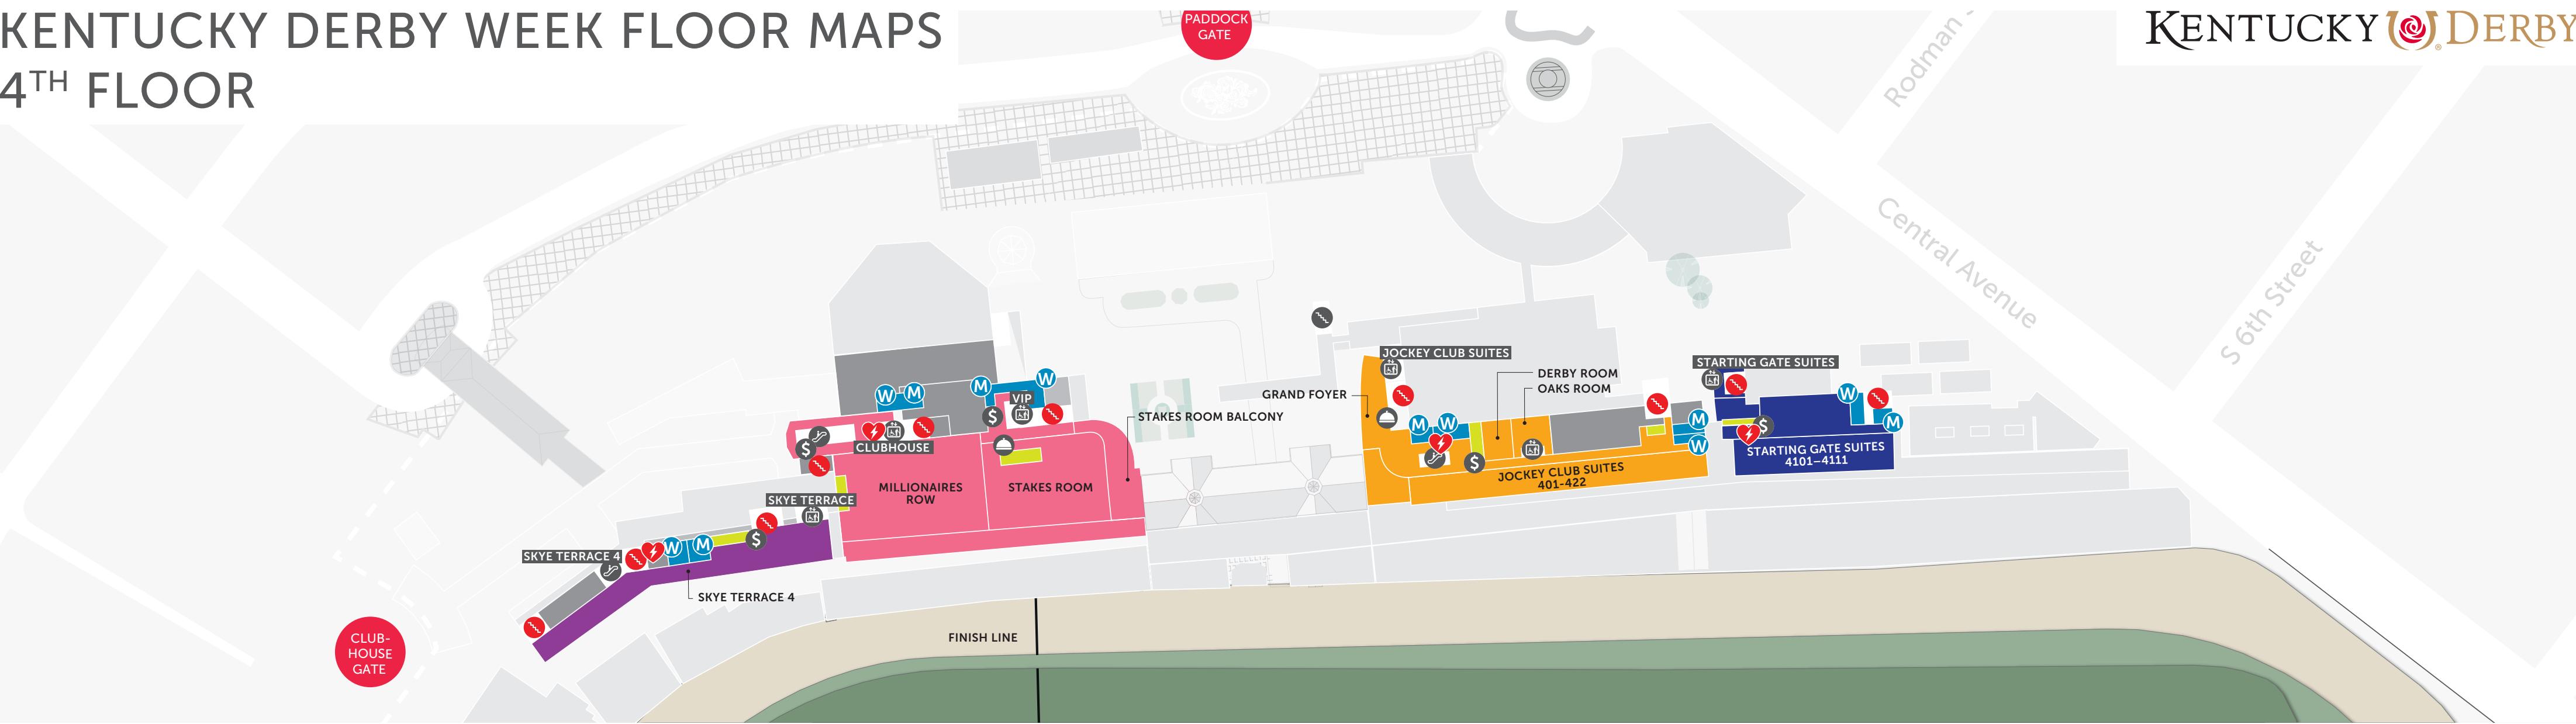 KENTUCKY DERBY WEEK FLOOR MAPS
4TH FLOOR
PADDOCK
GATE
KENTUCKY DERBY
®
Rodman
Central Avenue
S 6th Street
JOCKEY CLUB SUITES
STARTING GATE SUITES
DERBY ROOM
OAKS ROOM
GRAND FOYER
VIP
STAKES ROOM BALCONY
CLUBHOUSE
W
M
M
W
$
$
M
W
$
M
W
W
M
$
STARTING GATE SUITES
4101–4111
JOCKEY CLUB SUITES
401-422
MILLIONAIRES
ROW
STAKES ROOM
SKYE TERRACE
SKYE TERRACE 4
W
M
$
SKYE TERRACE 4
CLUB-
HOUSE
GATE
FINISH LINE